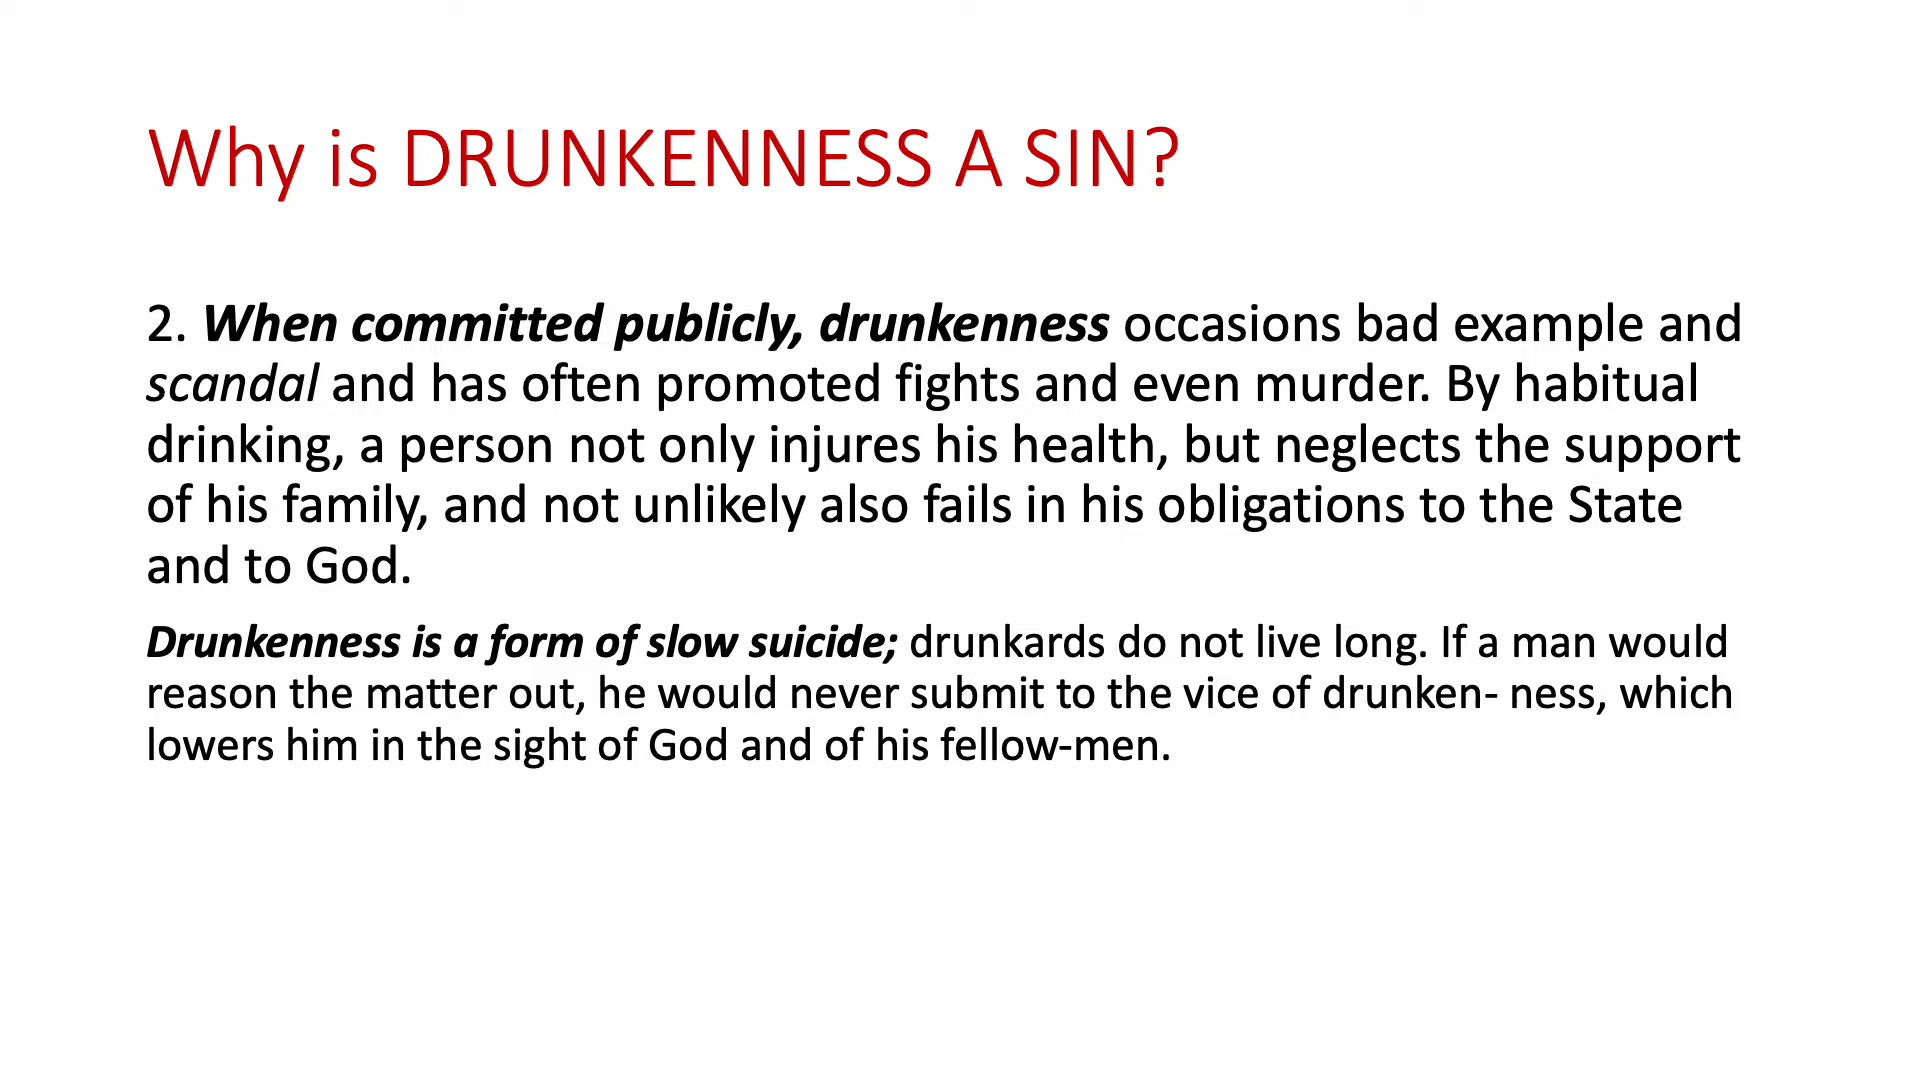 Why is DRUNKENNESS A SIN?
2. When committed publicly, drunkenness occasions bad example and
scandal and has often promoted fights and even murder. By habitual
drinking, a person not only injures his health, but neglects the support
of his family, and not unlikely also fails in his obligations to the State
and to God.
Drunkenness is a form of slow suicide; drunkards do not live long. If a man would
reason the matter out, he would never submit to the vice of drunken- ness, which
lowers him in the sight of God and of his fellow-men.